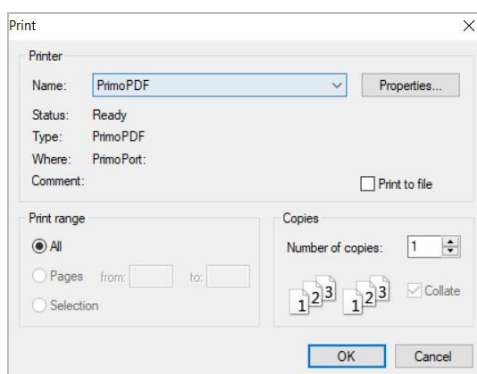 Print
Printer
Name: PrimoPDF Properties...
Status: Ready
Type: PrimoPDF
Where: PrimoPort:
Comment: Print to file
Print range
All
Pages from: to:
Selection
Copies
Number of copies: 1
1 2 3 1 2 3 Collate
OK Cancel